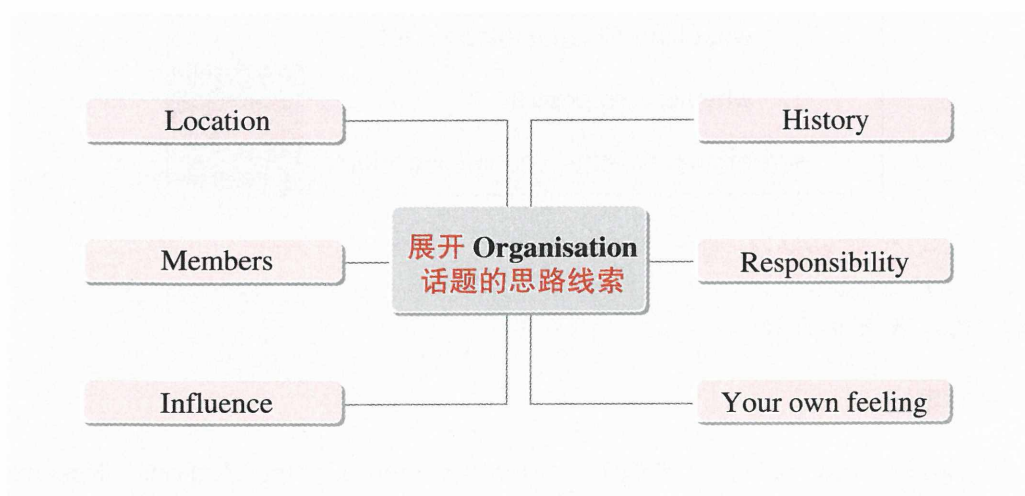 Location
History
展开 Organisation
话题的思路线索
Members
Responsibility
Influence
Your own feeling